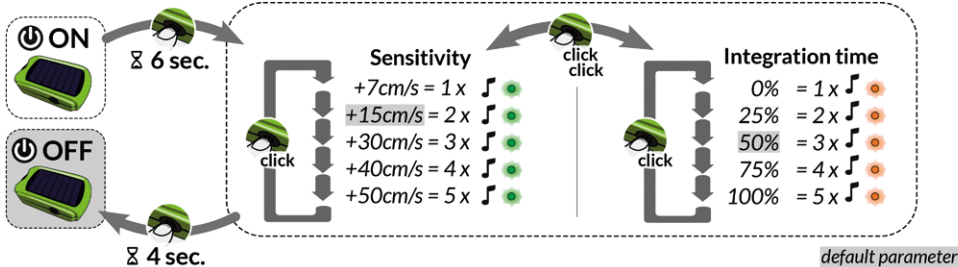 ON
6 sec.
OFF
4 sec.
click
click
Sensitivity
+7cm/s = 1 x
+15cm/s = 2 x
+30cm/s = 3 x
+40cm/s = 4 x
+50cm/s = 5 x
click
Integration time
0% = 1 x
25% = 2 x
50% = 3 x
75% = 4 x
100% = 5 x
click
default parameter